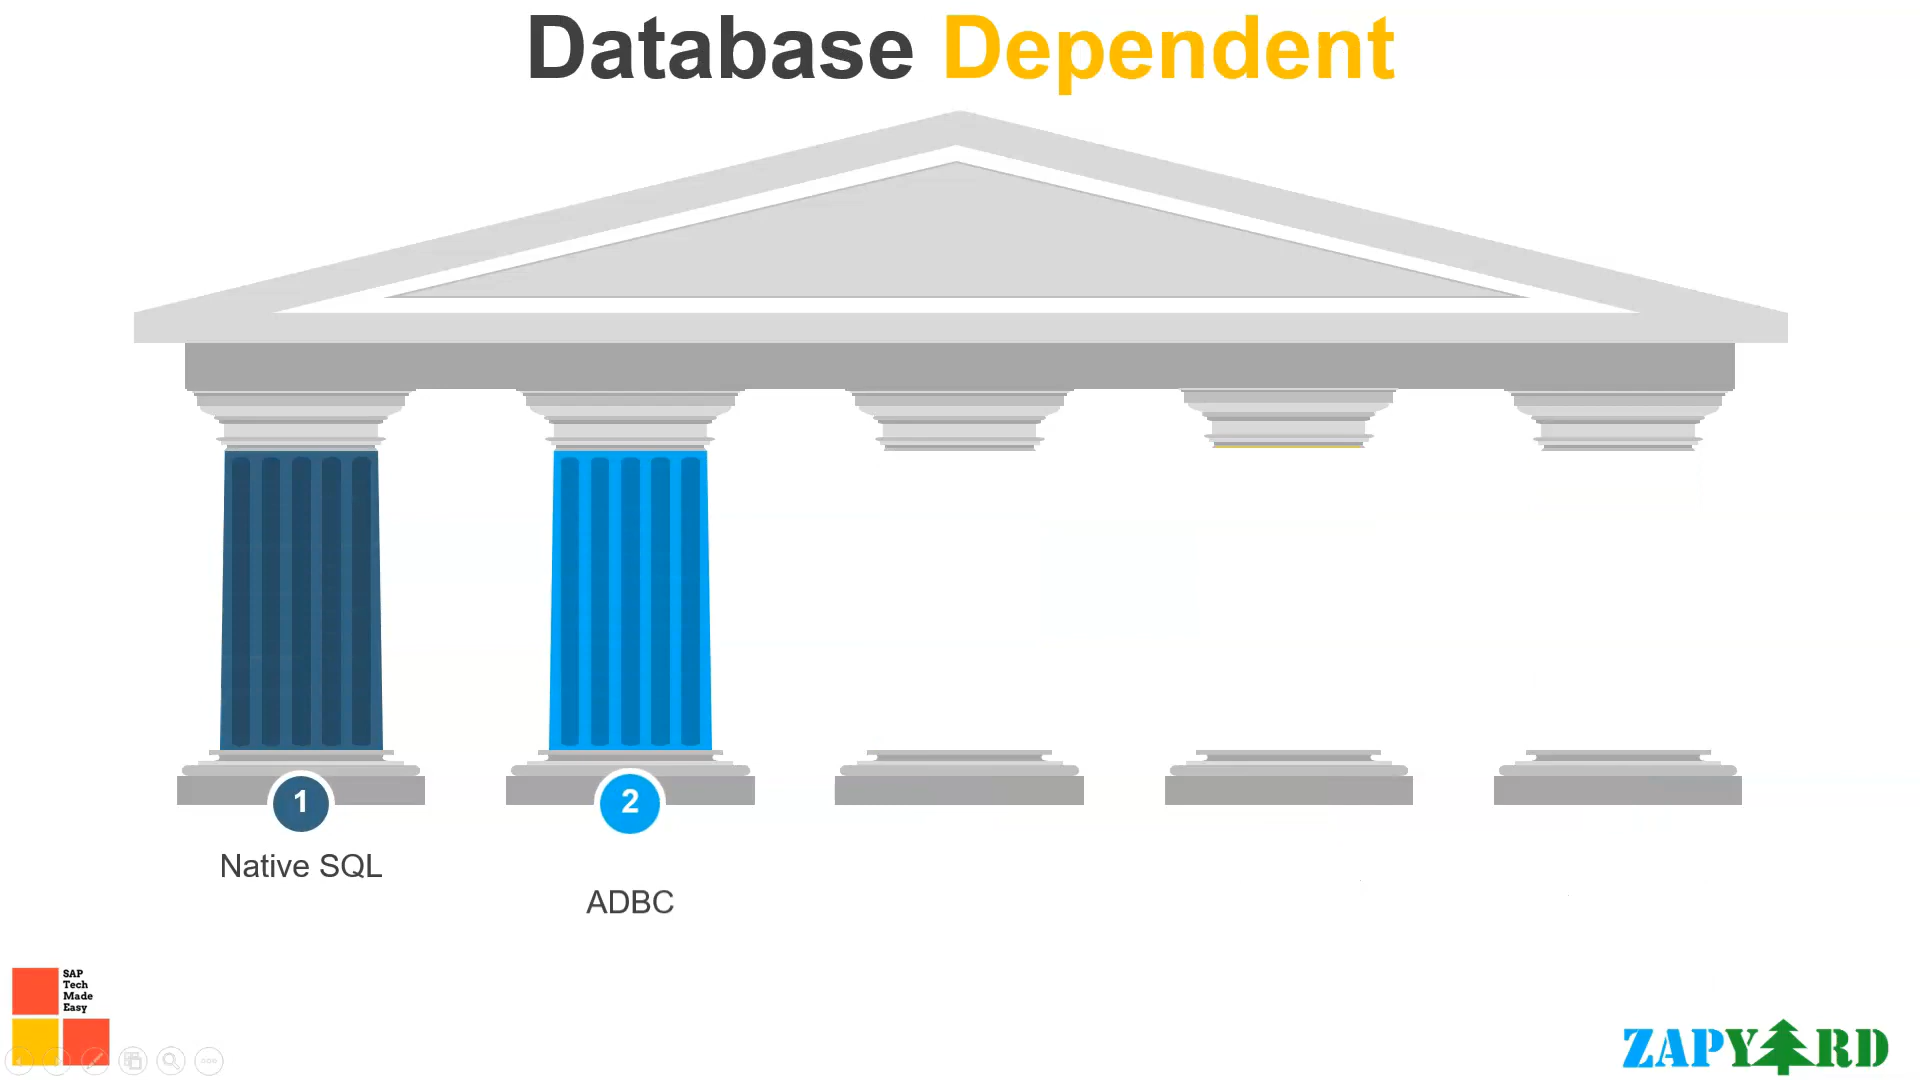 Database Dependent
1
2
Native SQL
ADBC
SAP
Tech
Made
Easy
ZAPYARD